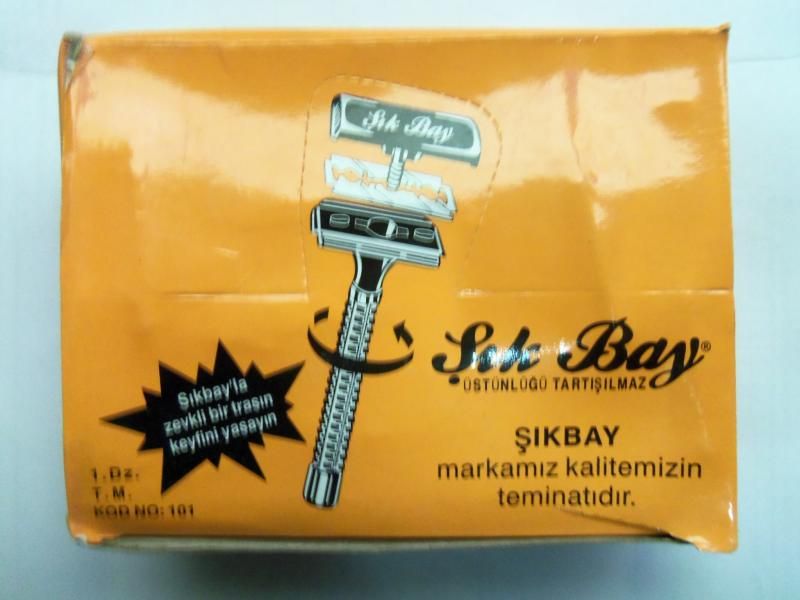 Şık Bay
Şık Bay®
ÜSTÜNLÜĞÜ TARTIŞILMAZ
Şıkbay'la
zevkli bir traşın
keyfini yaşayın
ŞIKBAY
markamız kalitemizin
teminatıdır.
1. Dz.
T.M.
KOD NO: 101